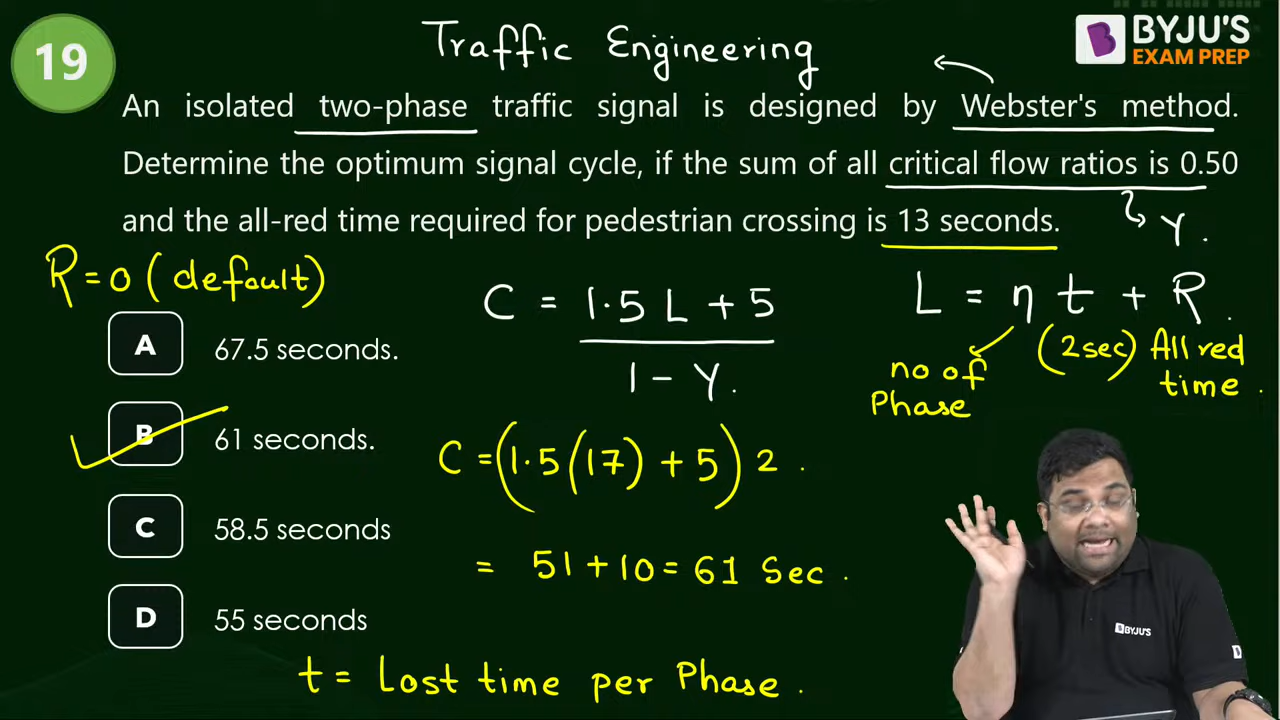 19
Traffic Engineering
BYJU'S
EXAM PREP
An isolated two-phase traffic signal is designed by Webster's method.
Determine the optimum signal cycle, if the sum of all critical flow ratios is 0.50
and the all-red time required for pedestrian crossing is 13 seconds.
Y.
R = 0 (default)
C = 1.5 L + 5
1 - Y.
L = η t + R.
no of
Phase
(2sec)
All red
time.
A 67.5 seconds.
B 61 seconds.
C 58.5 seconds
D 55 seconds
C = (1.5(17) + 5) 2.
= 51 + 10 = 61 Sec.
t = Lost time per Phase.
BYJU'S